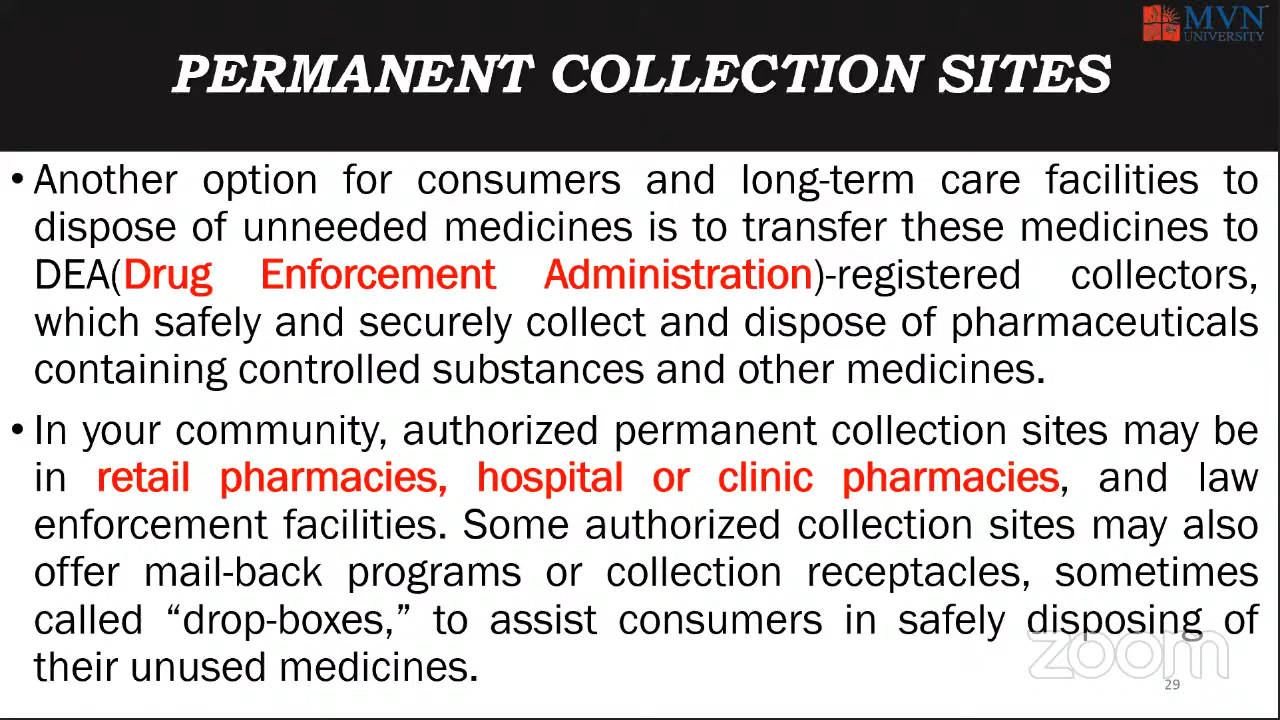 MVN
UNIVERSITY
PERMANENT COLLECTION SITES
• Another option for consumers and long-term care facilities to
dispose of unneeded medicines is to transfer these medicines to
DEA(Drug Enforcement Administration)-registered collectors,
which safely and securely collect and dispose of pharmaceuticals
containing controlled substances and other medicines.
• In your community, authorized permanent collection sites may be
in retail pharmacies, hospital or clinic pharmacies, and law
enforcement facilities. Some authorized collection sites may also
offer mail-back programs or collection receptacles, sometimes
called “drop-boxes,” to assist consumers in safely disposing of
their unused medicines.
zoom
29